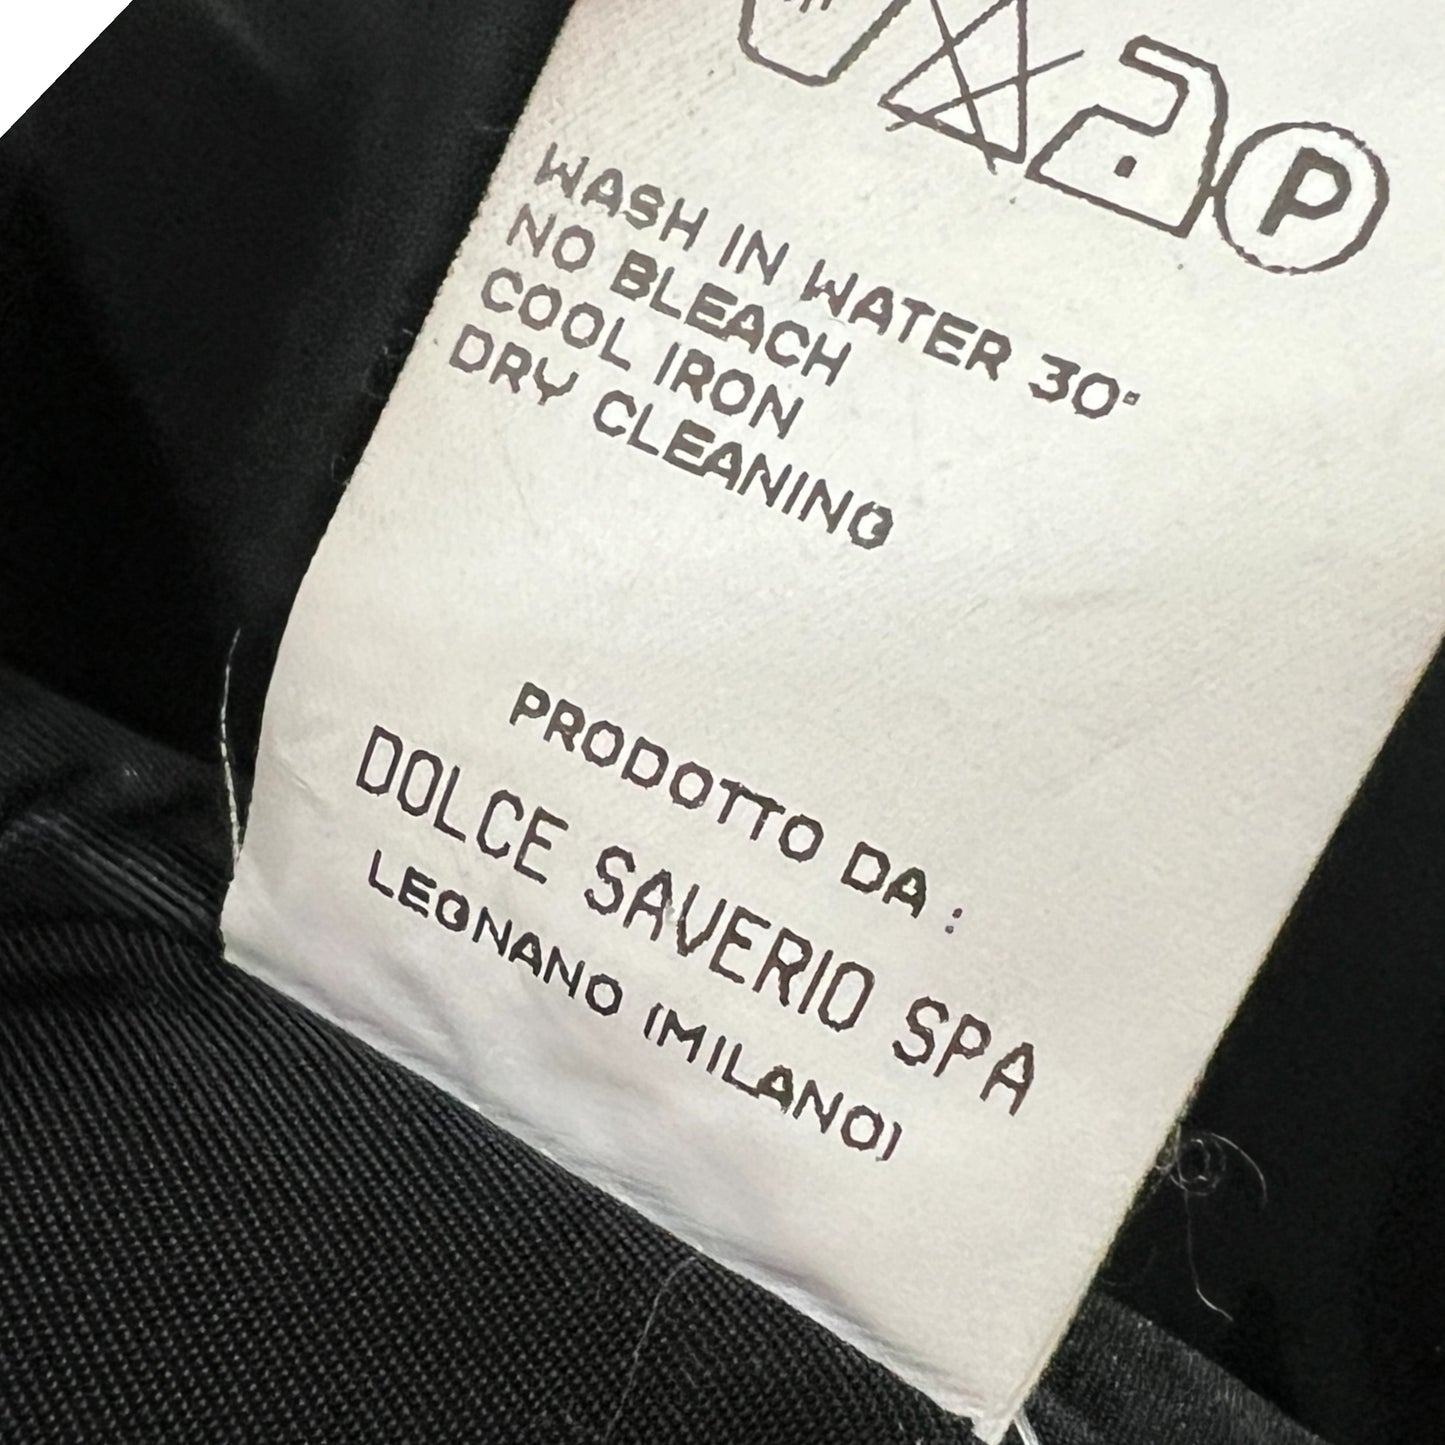 P
WASH IN WATER 30°
NO BLEACH
COOL IRON
DRY CLEANING
PRODOTTO DA :
DOLCE SAVERIO SPA
LEGNANO (MILANO)